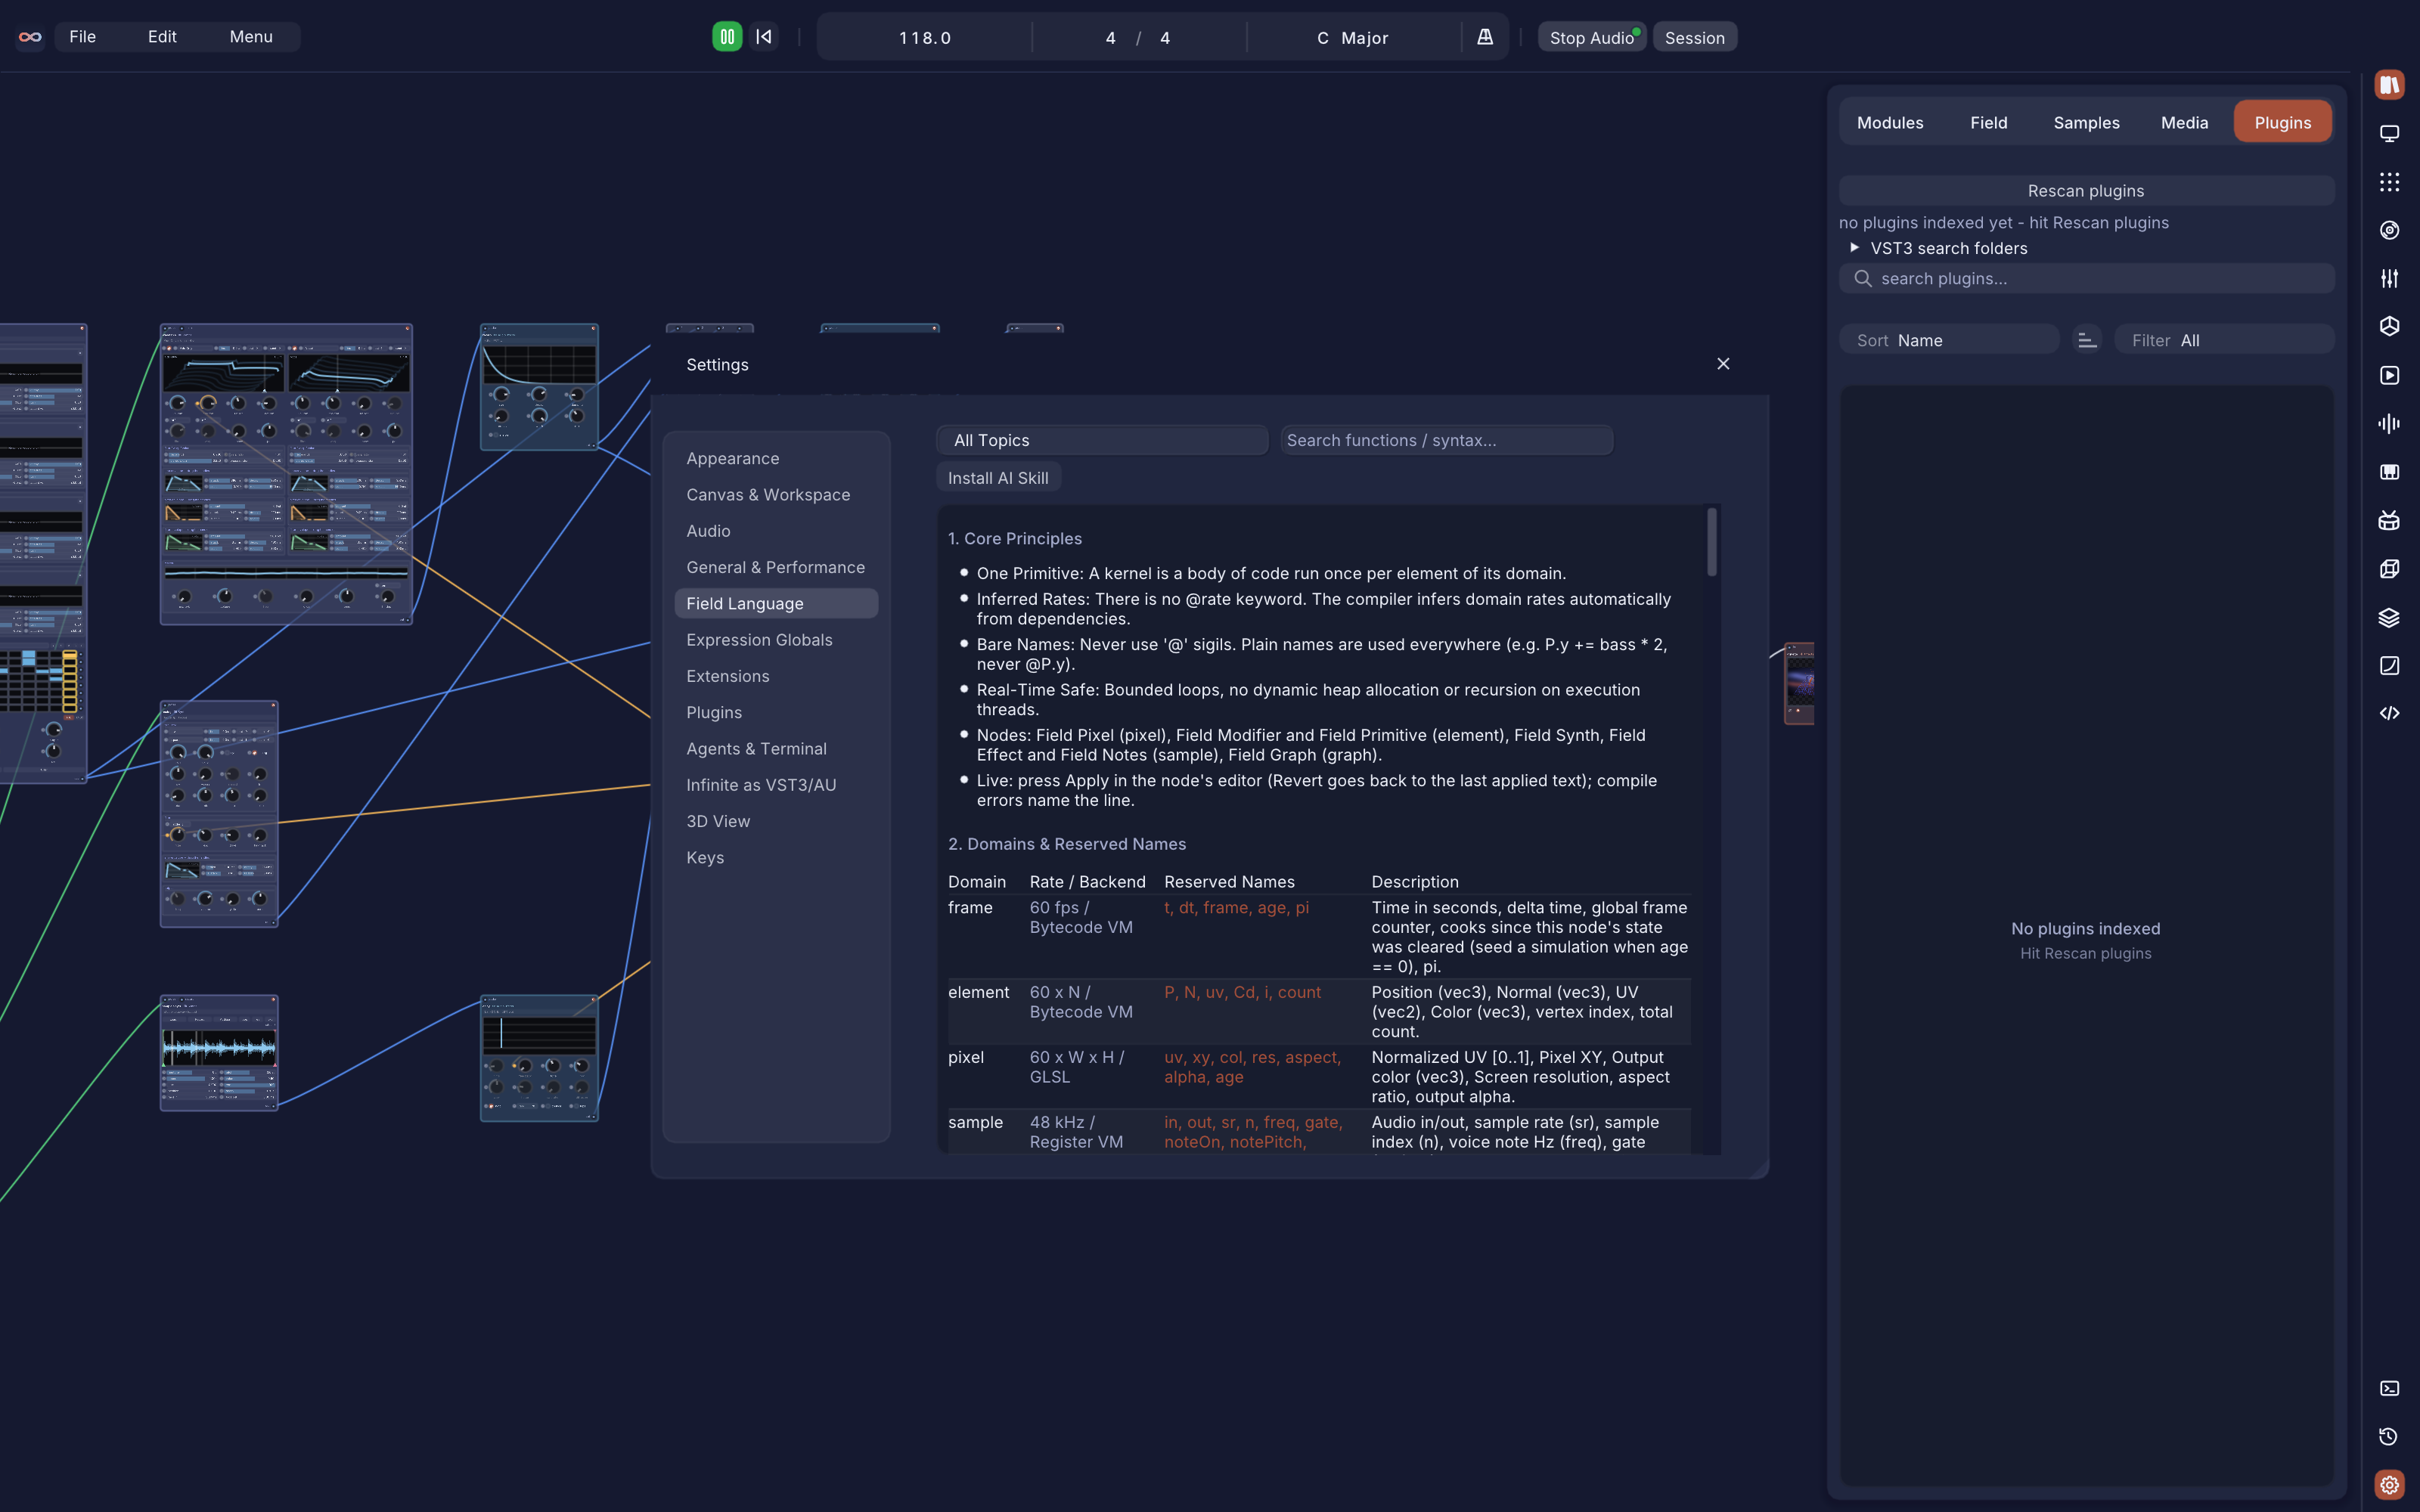 File Edit Menu
118.0 4 / 4 C Major Stop Audio Session
Modules Field Samples Media Plugins
Rescan plugins
no plugins indexed yet - hit Rescan plugins
VST3 search folders
search plugins...
Sort Name Filter All
No plugins indexed
Hit Rescan plugins
Settings
Appearance
Canvas & Workspace
Audio
General & Performance
Field Language
Expression Globals
Extensions
Plugins
Agents & Terminal
Infinite as VST3/AU
3D View
Keys
All Topics Search functions / syntax...
Install AI Skill
1. Core Principles
One Primitive: A kernel is a body of code run once per element of its domain.
Inferred Rates: There is no @rate keyword. The compiler infers domain rates automatically
from dependencies.
Bare Names: Never use '@' sigils. Plain names are used everywhere (e.g. P.y += bass * 2,
never @P.y).
Real-Time Safe: Bounded loops, no dynamic heap allocation or recursion on execution
threads.
Nodes: Field Pixel (pixel), Field Modifier and Field Primitive (element), Field Synth, Field
Effect and Field Notes (sample), Field Graph (graph).
Live: press Apply in the node's editor (Revert goes back to the last applied text); compile
errors name the line.
2. Domains & Reserved Names
Domain Rate / Backend Reserved Names Description
frame 60 fps / t, dt, frame, age, pi Time in seconds, delta time, global frame
Bytecode VM counter, cooks since this node's state
was cleared (seed a simulation when age
== 0), pi.
element 60 x N / P, N, uv, Cd, i, count Position (vec3), Normal (vec3), UV
Bytecode VM (vec2), Color (vec3), vertex index, total
count.
pixel 60 x W x H / uv, xy, col, res, aspect, Normalized UV [0..1], Pixel XY, Output
GLSL alpha, age color (vec3), Screen resolution, aspect
ratio, output alpha.
sample 48 kHz / in, out, sr, n, freq, gate, Audio in/out, sample rate (sr), sample
Register VM noteOn, notePitch, index (n), voice note Hz (freq), gate